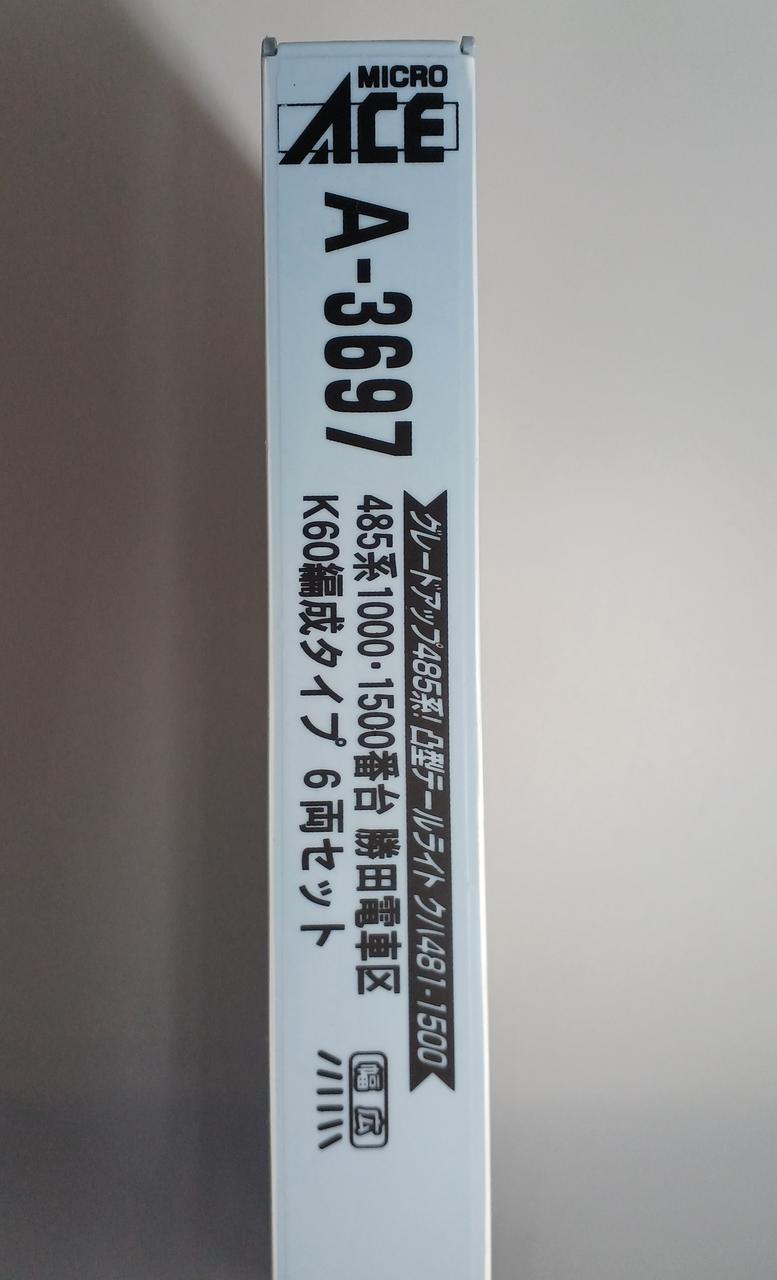 MICRO
ACE
A-3697
グレードアップ485系! 凸型テールライト クハ481-1500
485系1000・1500番台 勝田電車区
K60編成タイプ 6両セット
幅広